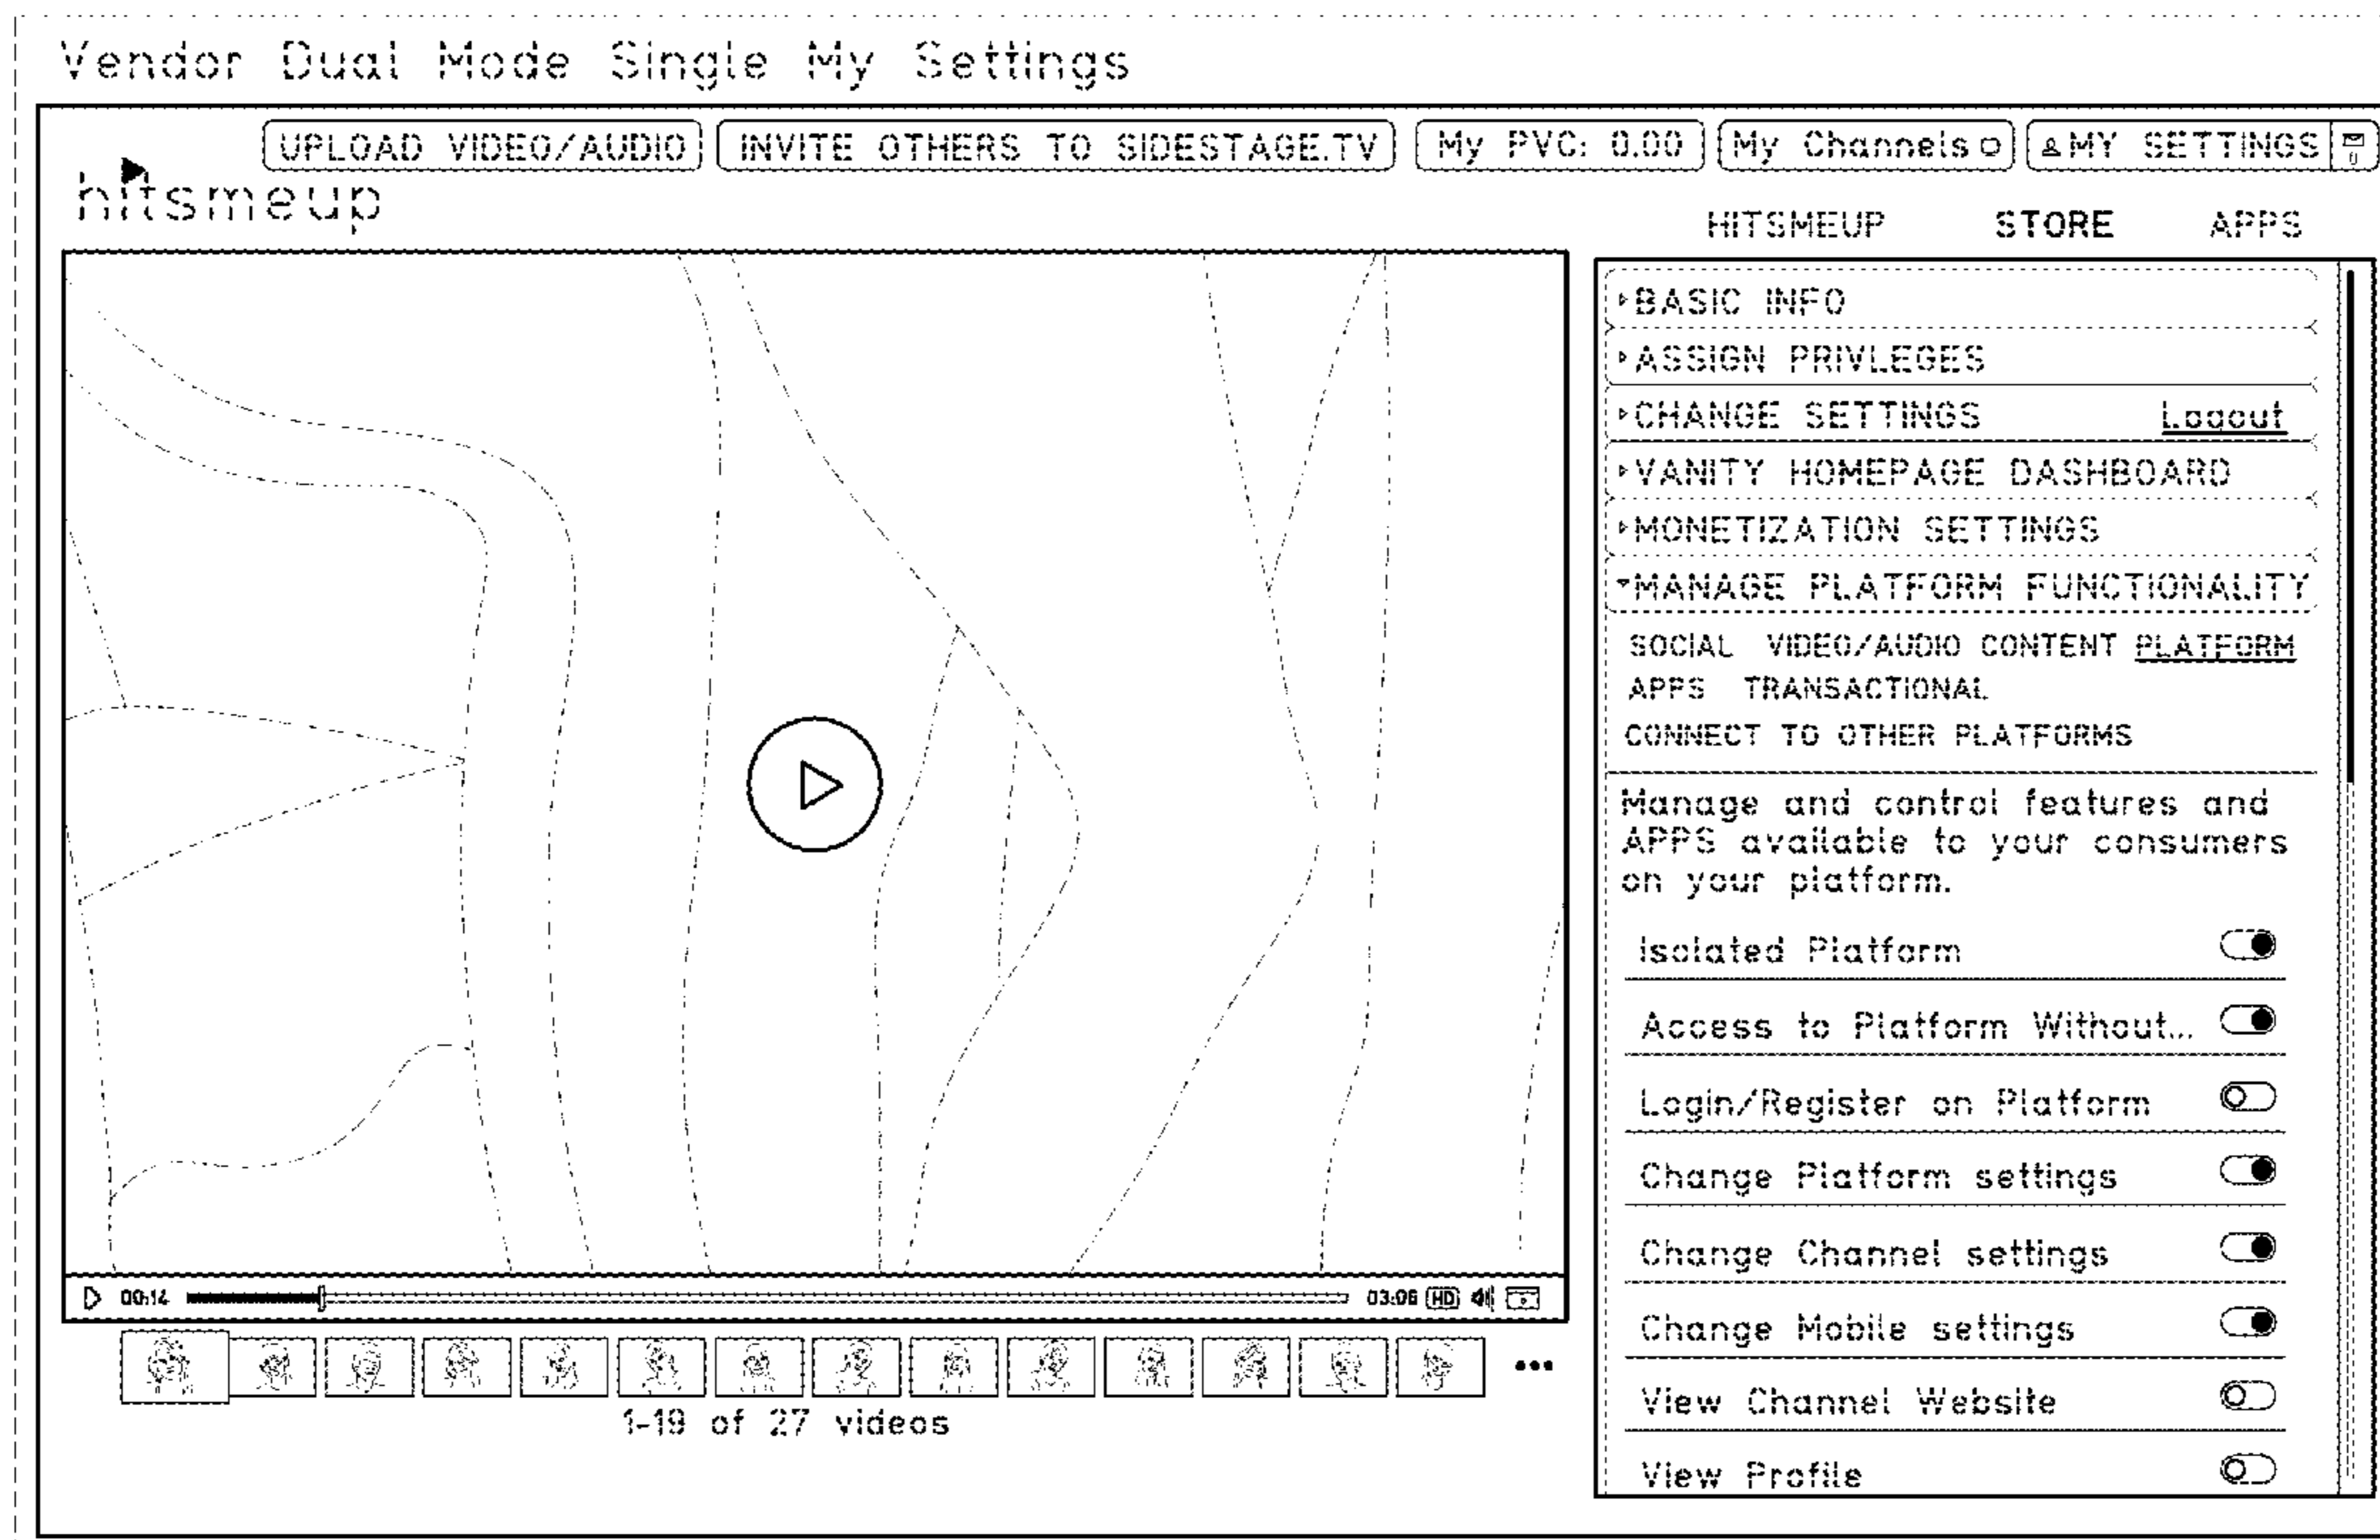 Vendor Dual Mode Single My Settings
UPLOAD VIDEO/AUDIO INVITE OTHERS TO SIDESTAGE.TV My PVC: 0.00 My Channels MY SETTINGS 0
hitsmeup
HITSMEUP STORE APPS
BASIC INFO
ASSIGN PRIVLEGES
CHANGE SETTINGS Logout
VANITY HOMEPAGE DASHBOARD
MONETIZATION SETTINGS
MANAGE PLATFORM FUNCTIONALITY
SOCIAL VIDEO/AUDIO CONTENT PLATFORM
APPS TRANSACTIONAL
CONNECT TO OTHER PLATFORMS
Manage and control features and
APPS available to your consumers
on your platform.
Isolated Platform
Access to Platform Without...
Login/Register on Platform
Change Platform settings
Change Channel settings
Change Mobile settings
View Channel Website
View Profile
00:14 03:06 HD
1-19 of 27 videos